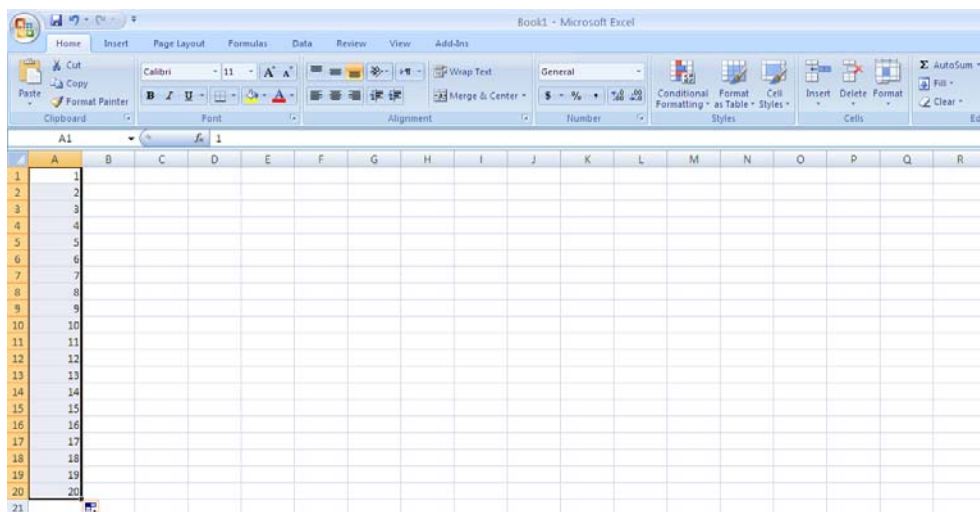 Book1 - Microsoft Excel
Home Insert Page Layout Formulas Data Review View Add-Ins
Paste
Cut
Copy
Format Painter
Clipboard
Calibri 11 A A
B I U A
Font
Wrap Text
Merge & Center
Alignment
General
$ % ,
Number
Conditional Formatting
Format as Table
Cell Styles
Styles
Insert Delete Format
Cells
Σ AutoSum
Fill
Clear
Ed
A1 fx 1
A B C D E F G H I J K L M N O P Q R
1 1
2 2
3 3
4 4
5 5
6 6
7 7
8 8
9 9
10 10
11 11
12 12
13 13
14 14
15 15
16 16
17 17
18 18
19 19
20 20
21